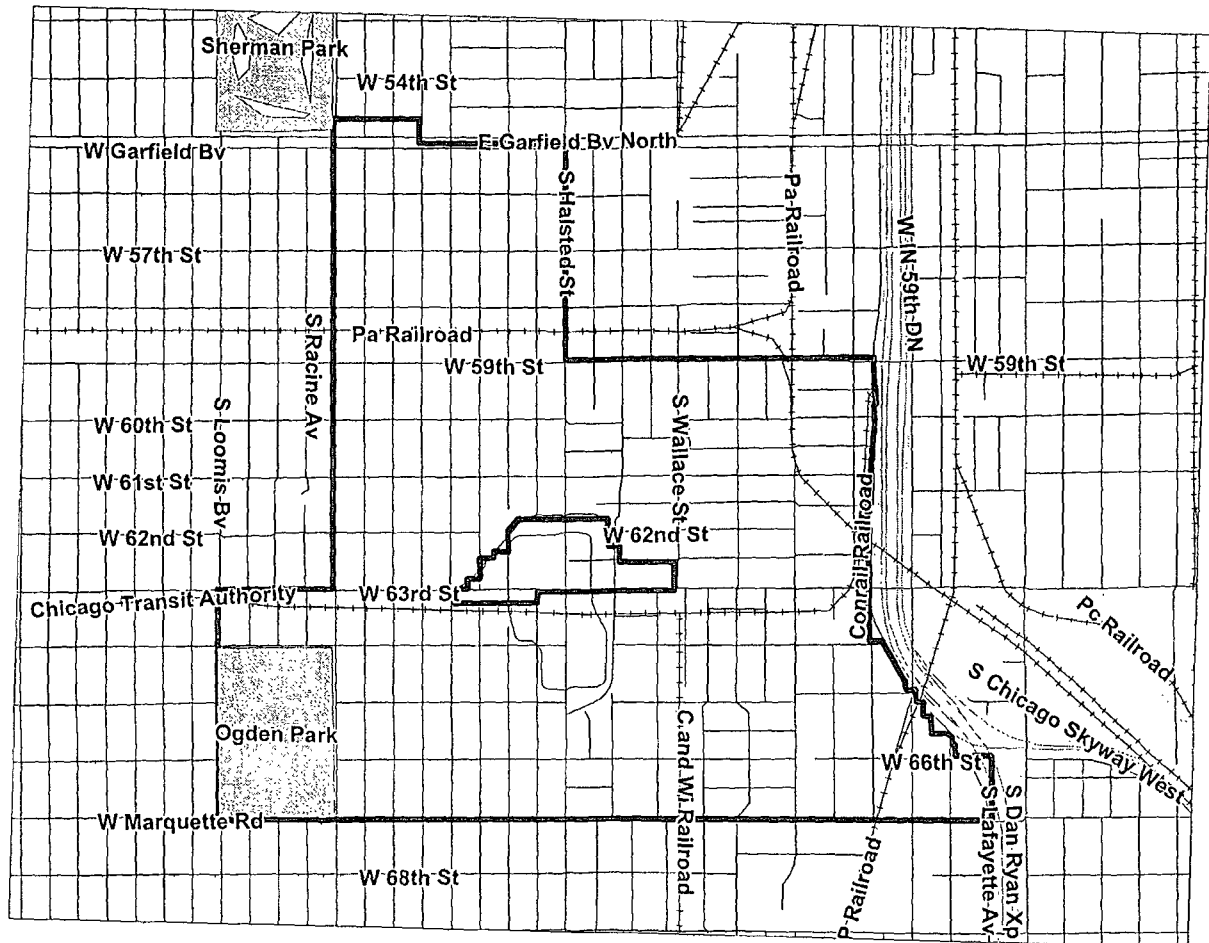 Sherman Park
W 54th St
W Garfield Bv
E Garfield Bv North
S Halsted St
Pa Railroad
W IN 59th DN
W 57th St
S Racine Av
Pa Railroad
W 59th St
W 59th St
S Loomis Bv
W 60th St
S Wallace St
W 61st St
W 62nd St
W 62nd St
Conrail Railroad
Chicago Transit Authority
W 63rd St
Pc Railroad
S Chicago Skyway West
Ogden Park
C and Wi Railroad
W 66th St
S Lafayette Av
S Dan Ryan Xp
W Marquette Rd
W 68th St
P Railroad